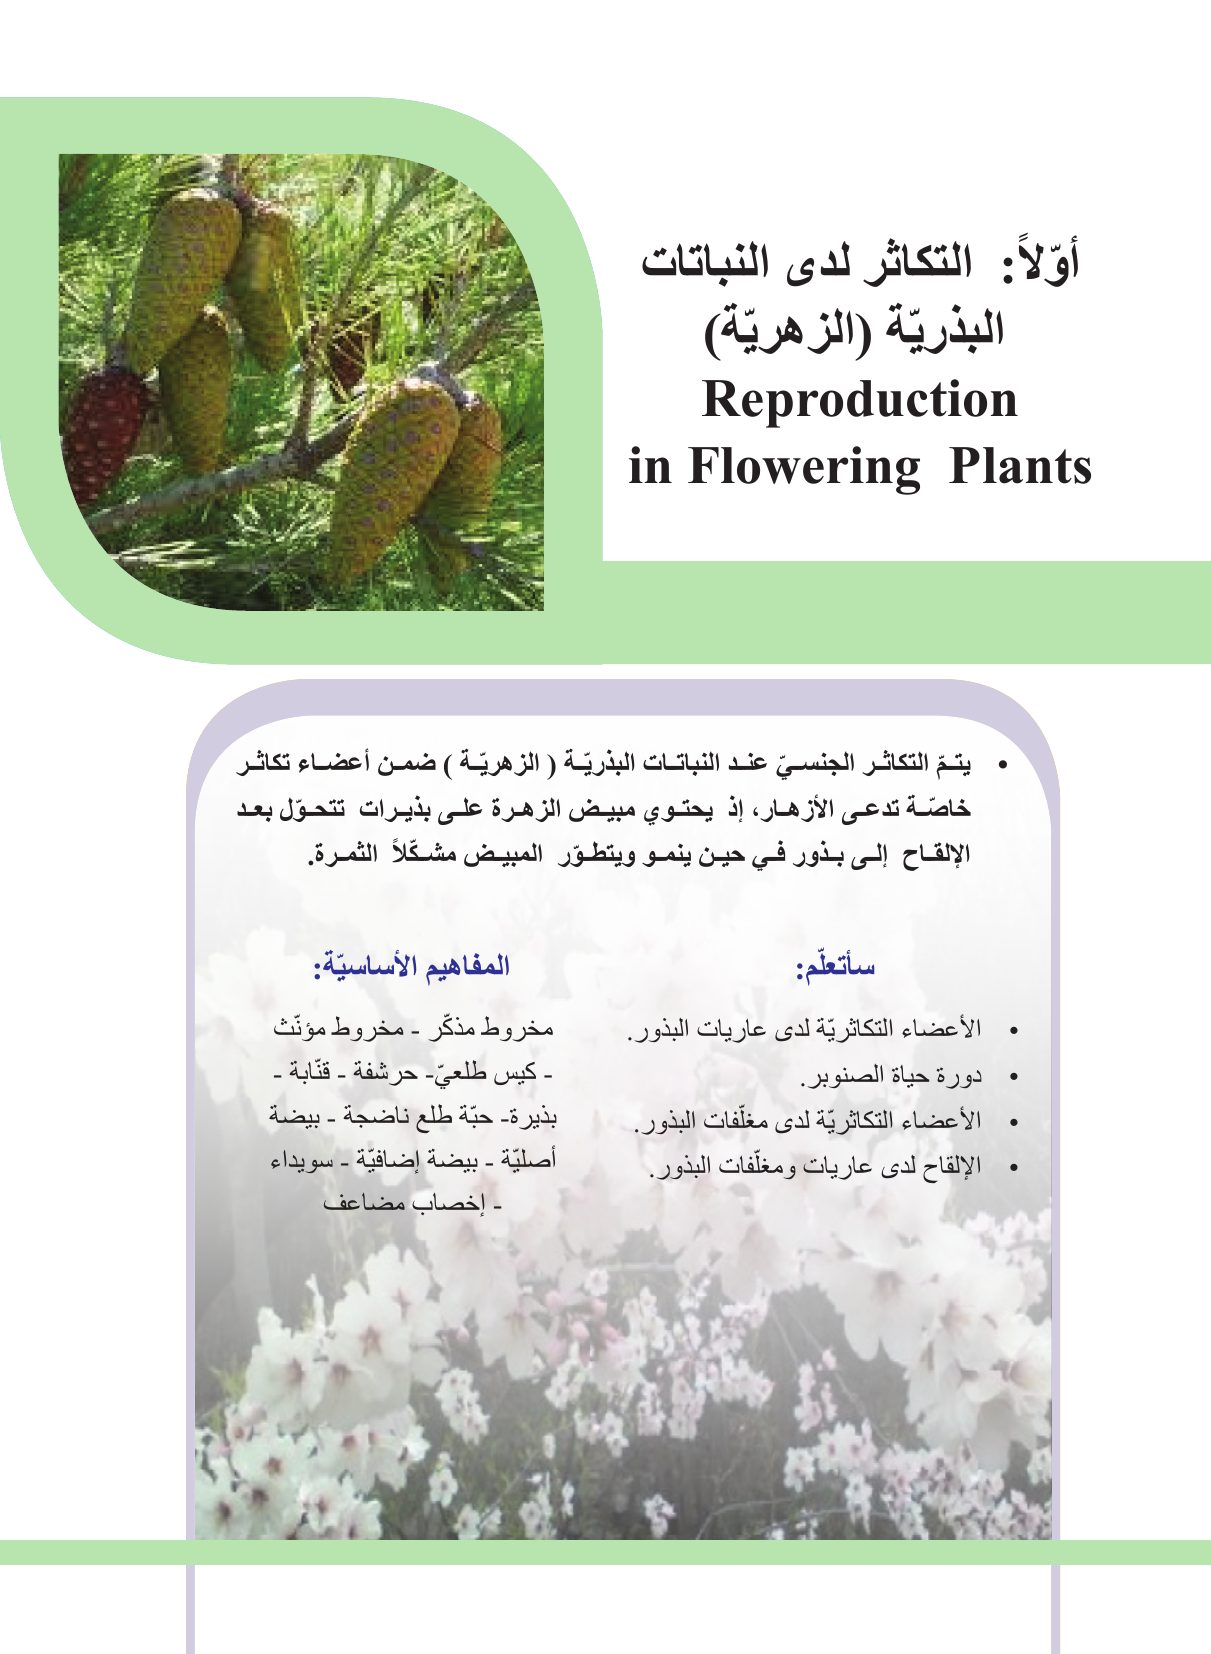 أوّلاً: التكاثر لدى النباتات
البذريّة (الزهريّة)
Reproduction
in Flowering Plants
• يتمّ التكاثر الجنسيّ عند النباتات البذريّة ( الزهريّة ) ضمن أعضاء تكاثر
خاصّة تدعى الأزهار، إذ يحتوي مبيض الزهرة على بذيرات تتحوّل بعد
الإلقاح إلى بذور في حين ينمو ويتطوّر المبيض مشكّلاً الثمرة.
سأتعلّم:
• الأعضاء التكاثريّة لدى عاريات البذور.
• دورة حياة الصنوبر.
• الأعضاء التكاثريّة لدى مغلّفات البذور.
• الإلقاح لدى عاريات ومغلّفات البذور.
المفاهيم الأساسيّة:
مخروط مذكّر - مخروط مؤنّث
- كيس طلعيّ- حرشفة - قنّابة -
بذيرة- حبّة طلع ناضجة - بيضة
أصليّة - بيضة إضافيّة - سويداء
- إخصاب مضاعف